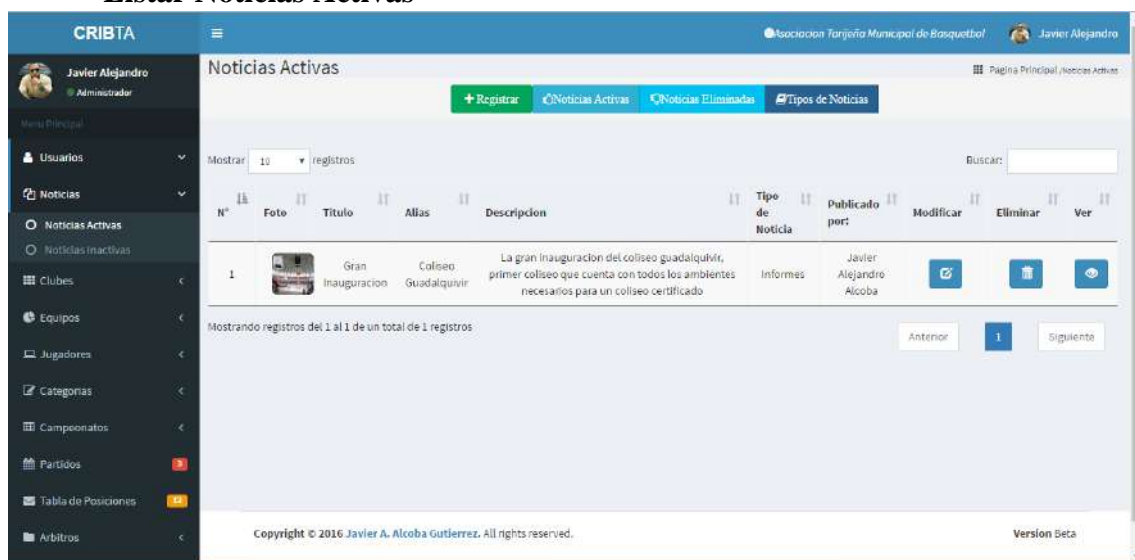 Listar Noticias Activas
CRIBTA
Asociacion Tarijeña Municipal de Basquetbol
Javier Alejandro
Javier Alejandro
Administrador
Menu Principal
Usuarios
Noticias
Noticias Activas
Noticias Inactivas
Clubes
Equipos
Jugadores
Categorias
Campeonatos
Partidos 3
Tabla de Posiciones 12
Arbitros
Noticias Activas
Pagina Principal /Noticias Activas
+ Registrar Noticias Activas Noticias Eliminadas Tipos de Noticias
Mostrar 10 registros
Buscar:
N° Foto Titulo Alias Descripcion Tipo de Noticia Publicado por: Modificar Eliminar Ver
1 Gran Inauguracion Coliseo Guadalquivir La gran inauguracion del coliseo guadalquivir, primer coliseo que cuenta con todos los ambientes necesarios para un coliseo certificado Informes Javier Alejandro Alcoba
Mostrando registros del 1 al 1 de un total de 1 registros
Anterior 1 Siguiente
Copyright © 2016 Javier A. Alcoba Gutierrez. All rights reserved.
Version Beta